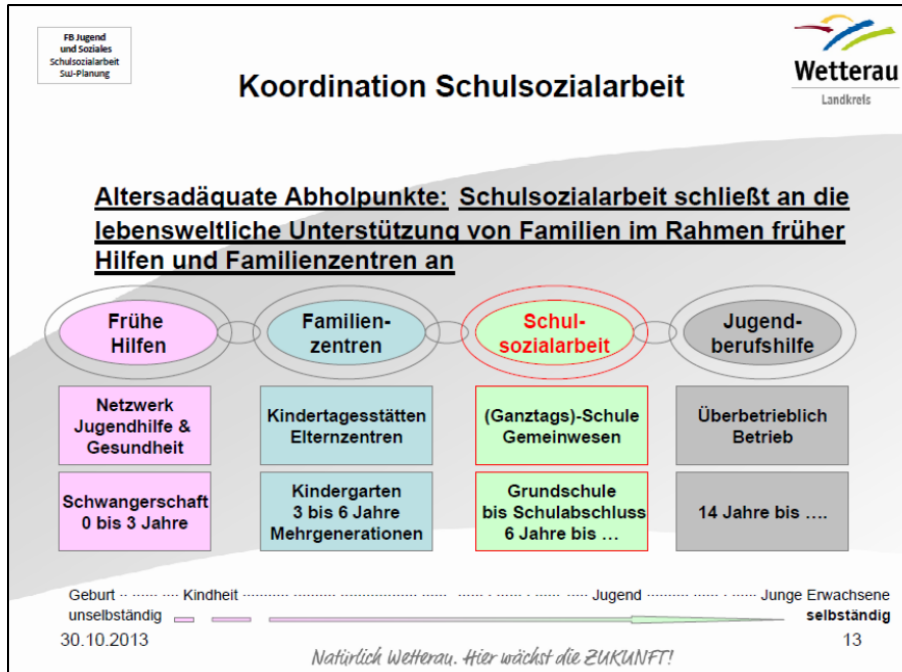 FB Jugend
und Soziales
Schulsozialarbeit
SuJ-Planung
Wetterau
Landkreis
Koordination Schulsozialarbeit
Altersadäquate Abholpunkte: Schulsozialarbeit schließt an die
lebensweltliche Unterstützung von Familien im Rahmen früher
Hilfen und Familienzentren an
Frühe
Hilfen
Familien-
zentren
Schul-
sozialarbeit
Jugend-
berufshilfe
Netzwerk
Jugendhilfe &
Gesundheit
Kindertagesstätten
Elternzentren
(Ganztags)-Schule
Gemeinwesen
Überbetrieblich
Betrieb
Schwangerschaft
0 bis 3 Jahre
Kindergarten
3 bis 6 Jahre
Mehrgenerationen
Grundschule
bis Schulabschluss
6 Jahre bis ...
14 Jahre bis ....
Geburt ·· ······· ···· Kindheit ···· ··········· ··········· ··········· ······ · ···· · ······ Jugend ··········· ······ · ···· · Junge Erwachsene
unselbständig selbständig
30.10.2013 13
Natürlich Wetterau. Hier wächst die ZUKUNFT!